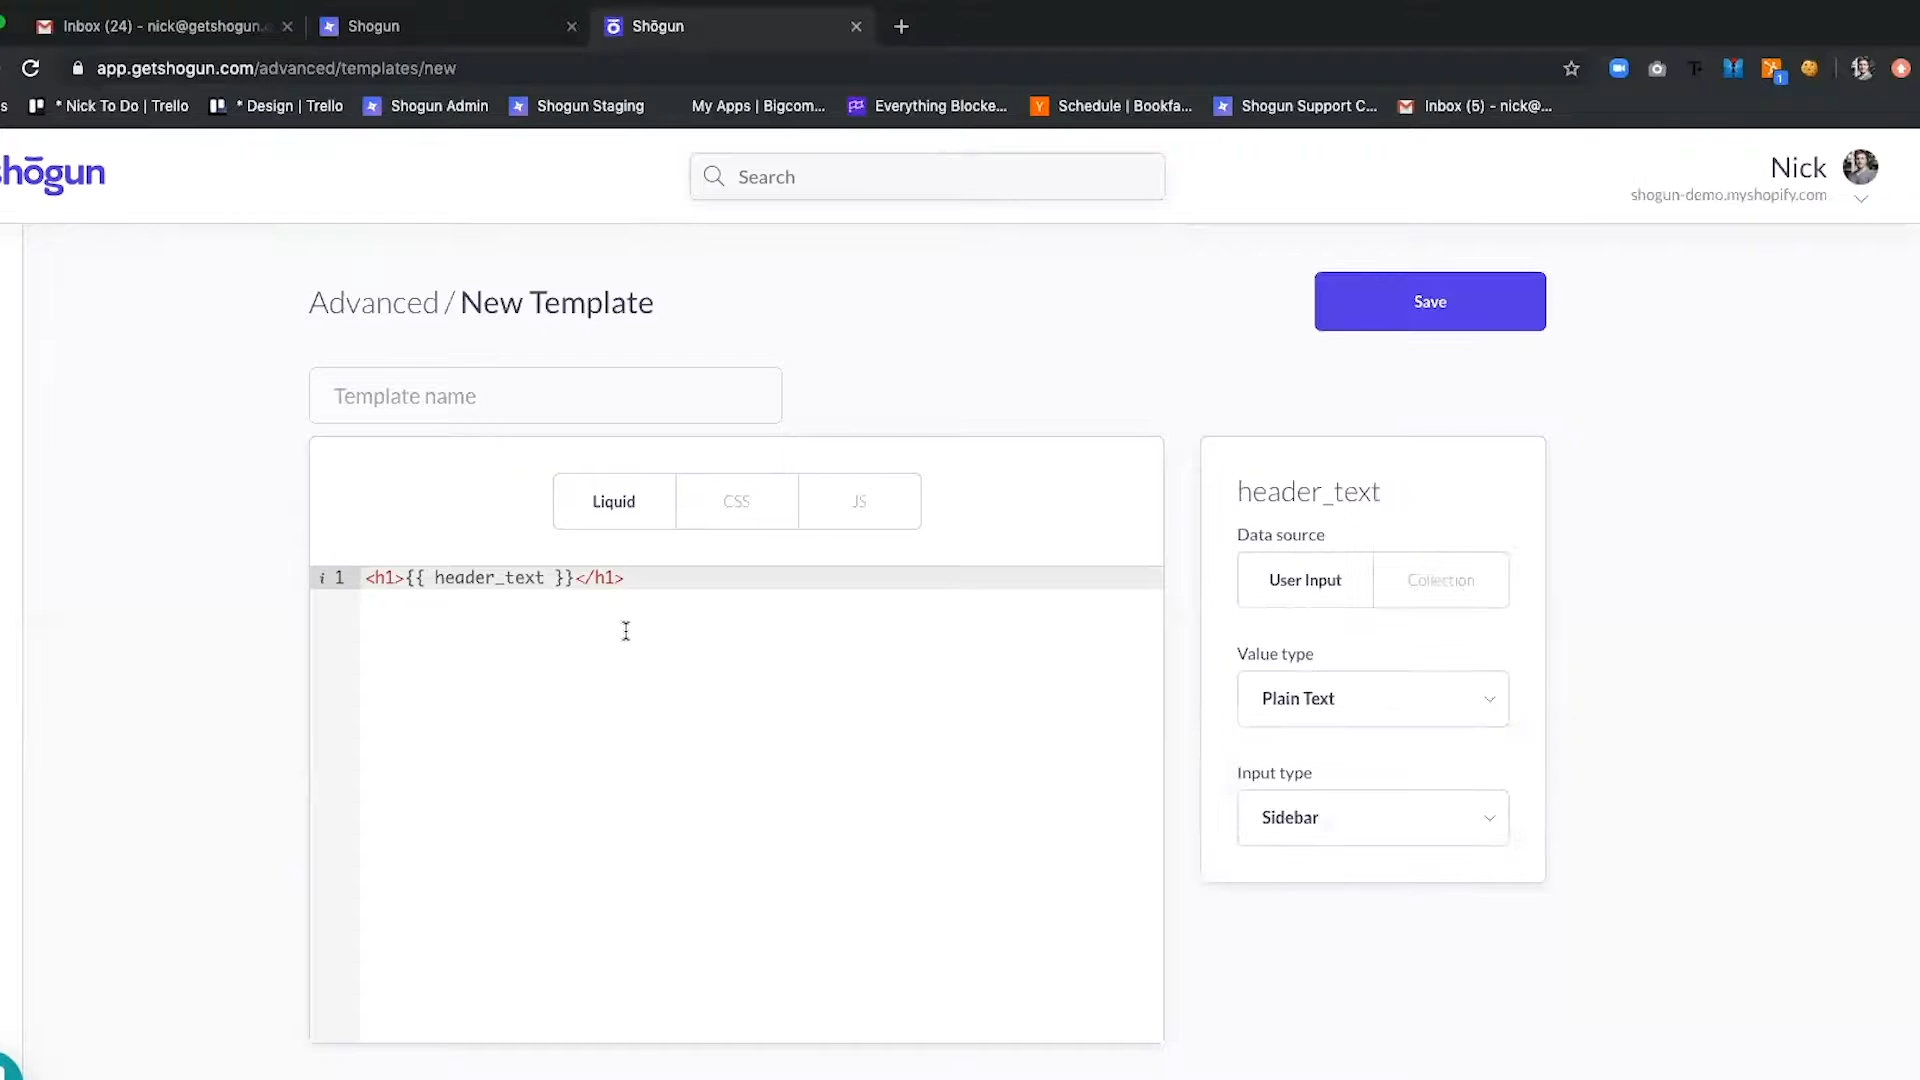 Inbox (24) - nick@getshogun.
Shogun
Shōgun
app.getshogun.com/advanced/templates/new
s
* Nick To Do | Trello
* Design | Trello
Shogun Admin
Shogun Staging
My Apps | Bigcom...
Everything Blocke...
Schedule | Bookfa...
Shogun Support C...
Inbox (5) - nick@...
shōgun
Search
Nick
shogun-demo.myshopify.com
Advanced / New Template
Save
Template name
Liquid
CSS
JS
i 1 <h1>{{ header_text }}</h1>
header_text
Data source
User Input
Collection
Value type
Plain Text
Input type
Sidebar